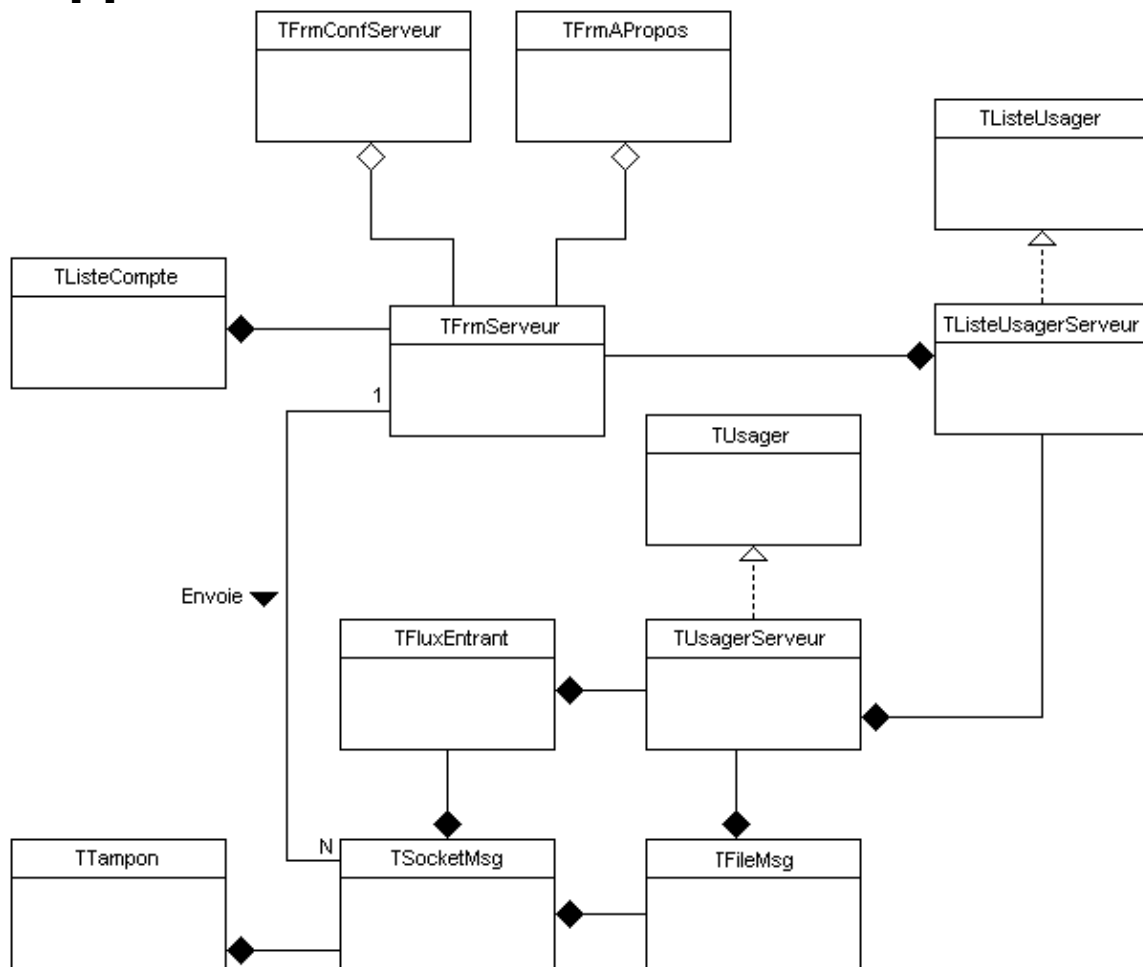 TFrmConfServeur
TFrmAPropos
TListeUsager
TListeCompte
TFrmServeur
TListeUsagerServeur
1
TUsager
Envoie
TFluxEntrant
TUsagerServeur
N
TTampon
TSocketMsg
TFileMsg